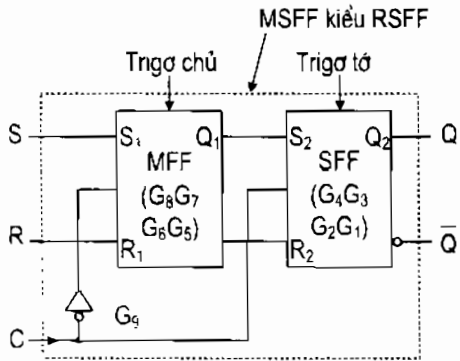 MSFF kiểu RSFF
Trigơ chủ Trigơ tớ
S S₁ Q₁ S₂ Q₂ Q
MFF SFF
(G₈G₇ (G₄G₃
G₆G₅) G₂G₁)
R R₁ R₂ Q̅
G₉
C